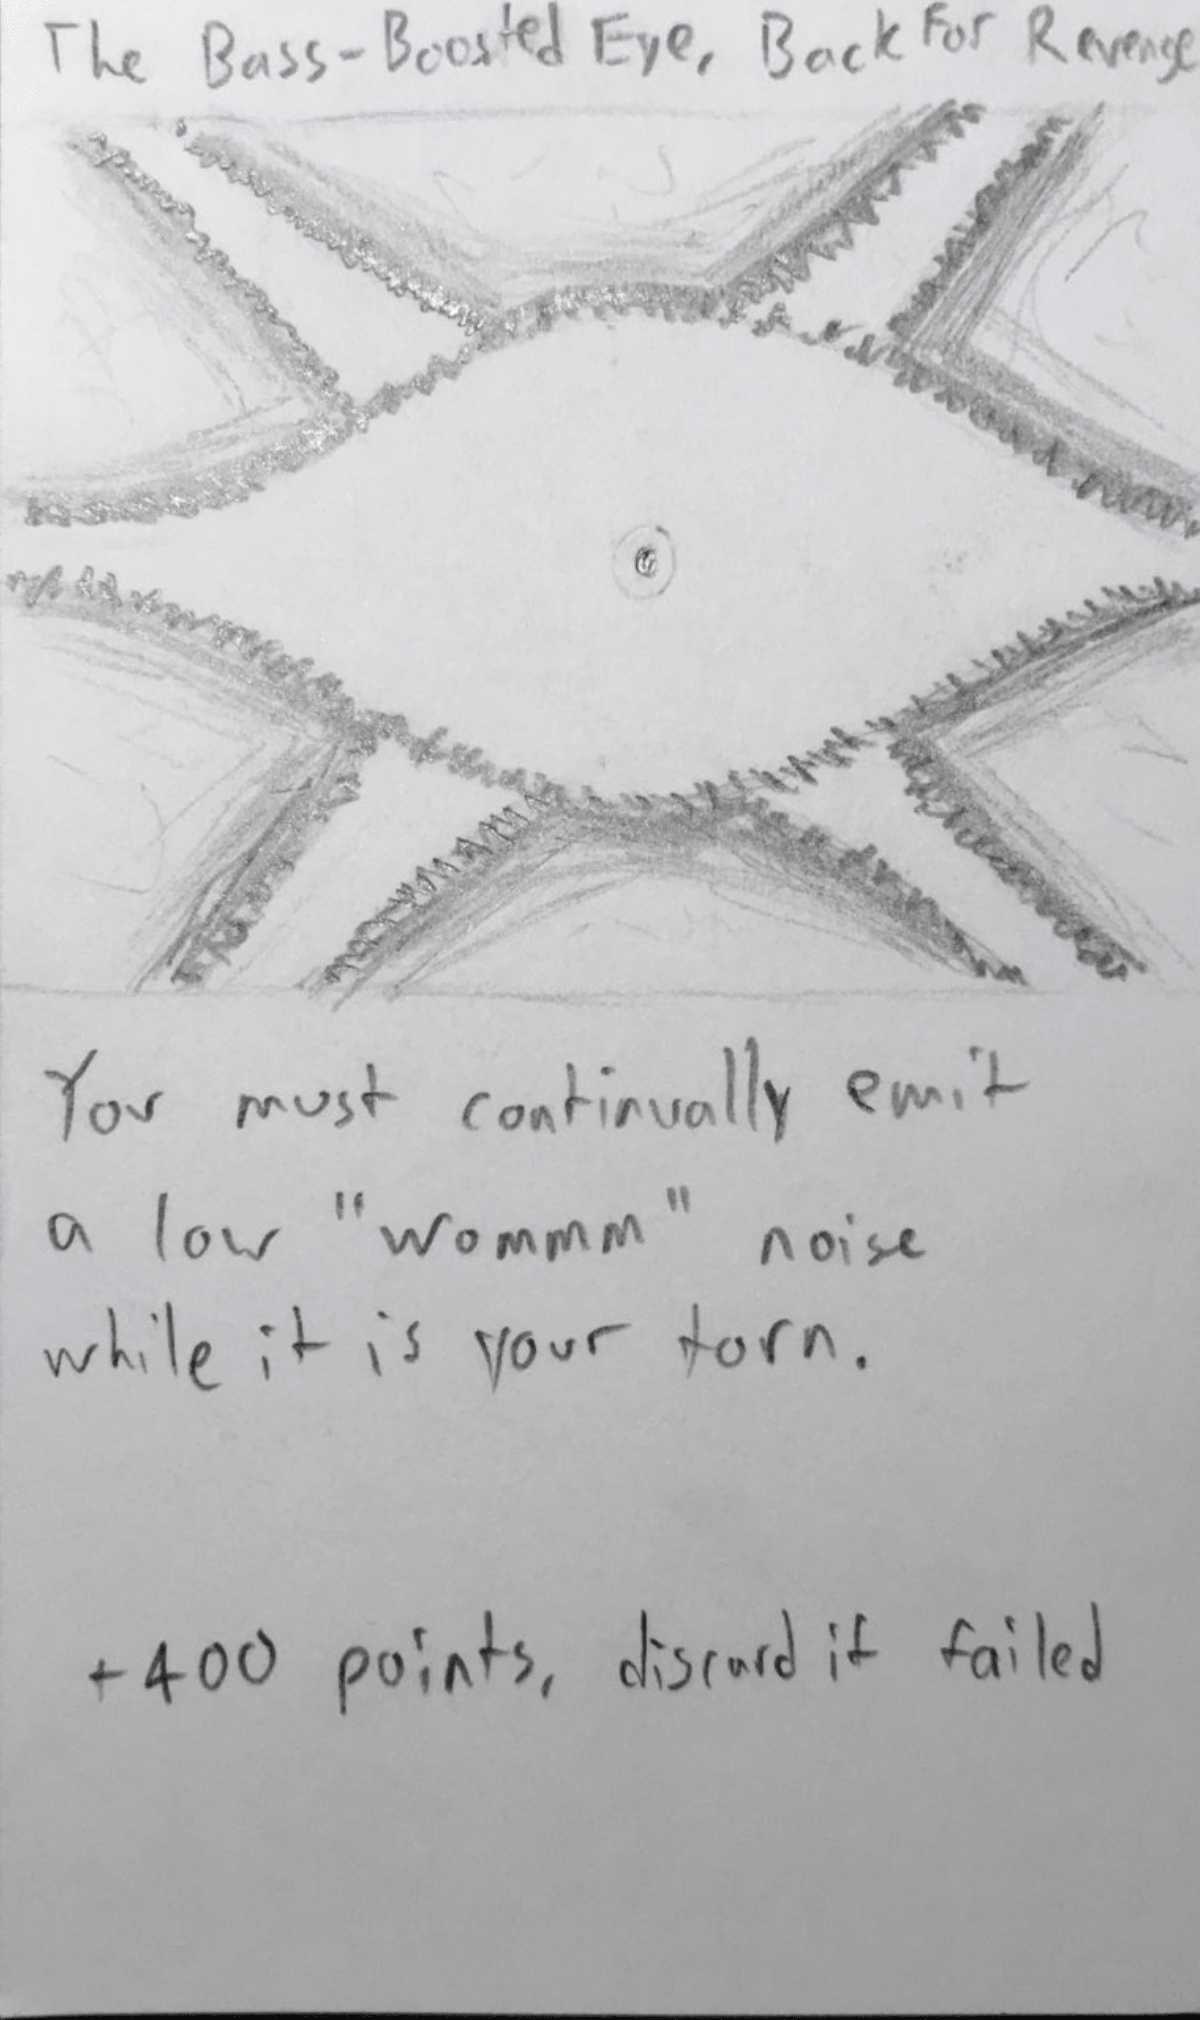 The Bass-Boosted Eye, Back For Revenge
You must continually emit
a low "wommm" noise
while it is your turn.
+400 points, discard if failed